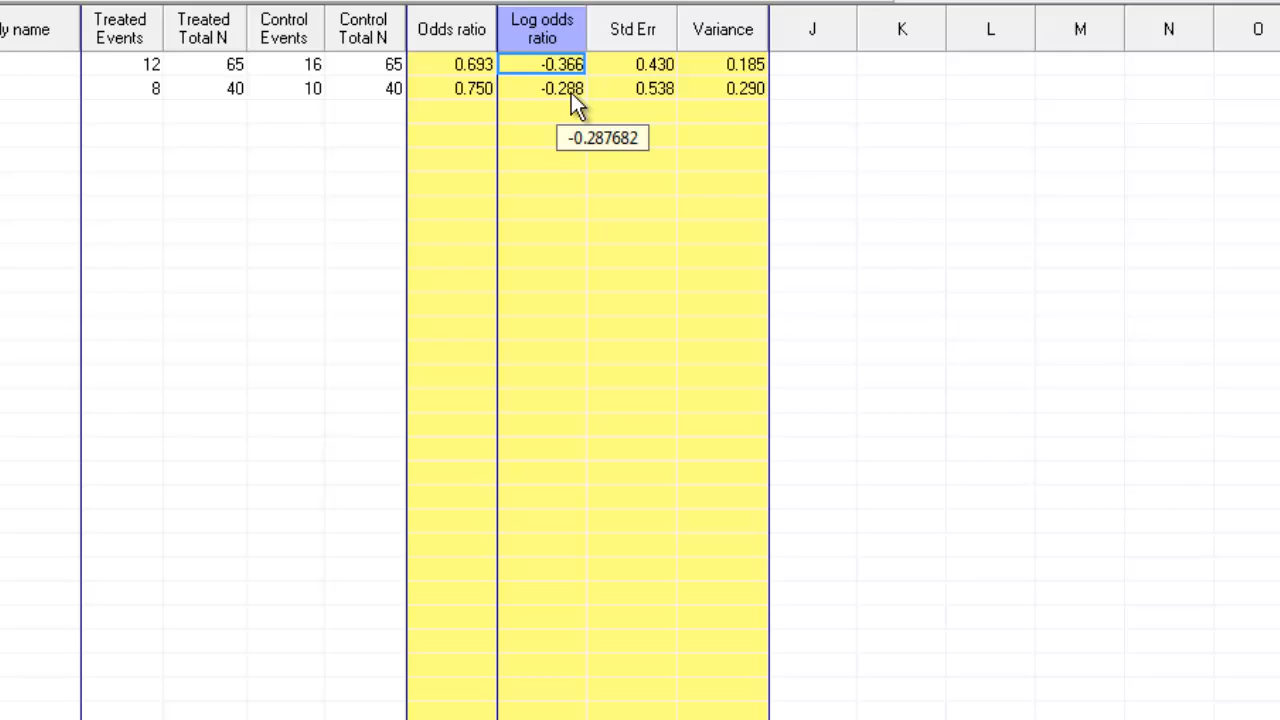 ly name Treated Events Treated Total N Control Events Control Total N Odds ratio Log odds ratio Std Err Variance J K L M N O
12 65 16 65 0.693 -0.366 0.430 0.185
8 40 10 40 0.750 -0.288 0.538 0.290
-0.287682